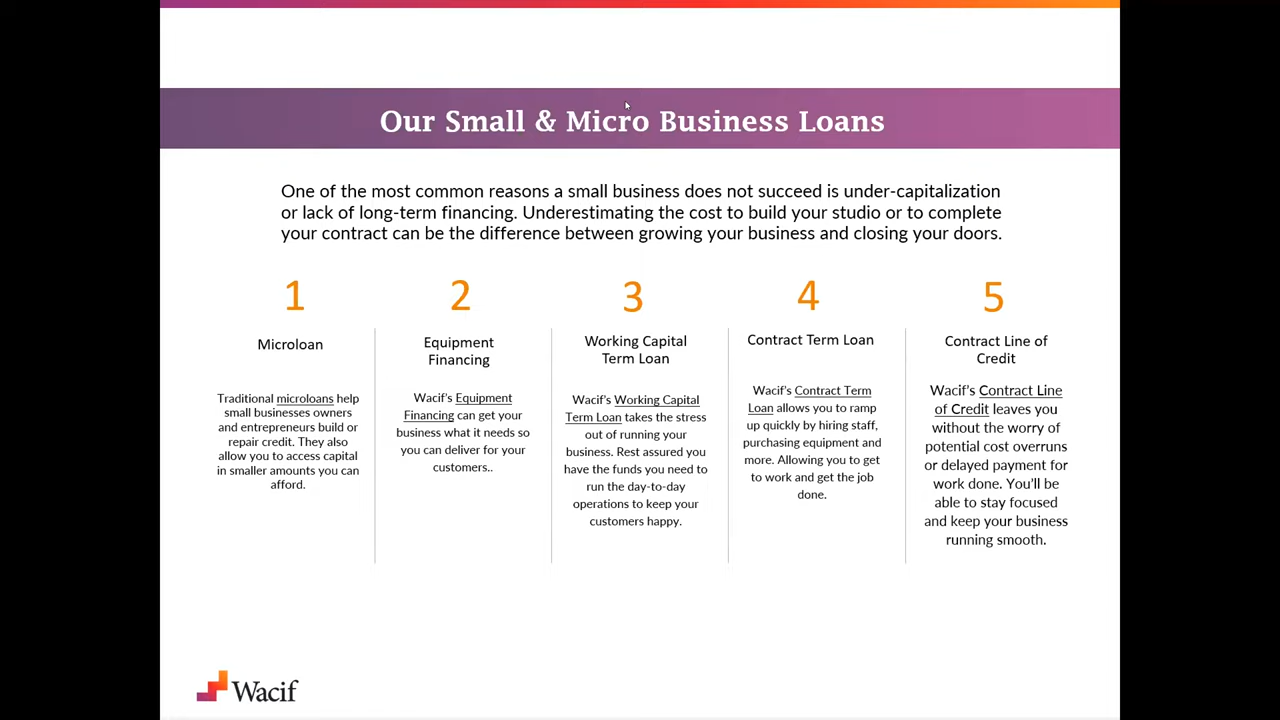 Our Small & Micro Business Loans
One of the most common reasons a small business does not succeed is under-capitalization
or lack of long-term financing. Underestimating the cost to build your studio or to complete
your contract can be the difference between growing your business and closing your doors.
1
Microloan
Traditional microloans help
small businesses owners
and entrepreneurs build or
repair credit. They also
allow you to access capital
in smaller amounts you can
afford.
2
Equipment
Financing
Wacif's Equipment
Financing can get your
business what it needs so
you can deliver for your
customers..
3
Working Capital
Term Loan
Wacif's Working Capital
Term Loan takes the stress
out of running your
business. Rest assured you
have the funds you need to
run the day-to-day
operations to keep your
customers happy.
4
Contract Term Loan
Wacif's Contract Term
Loan allows you to ramp
up quickly by hiring staff,
purchasing equipment and
more. Allowing you to get
to work and get the job
done.
5
Contract Line of
Credit
Wacif's Contract Line
of Credit leaves you
without the worry of
potential cost overruns
or delayed payment for
work done. You'll be
able to stay focused
and keep your business
running smooth.
Wacif